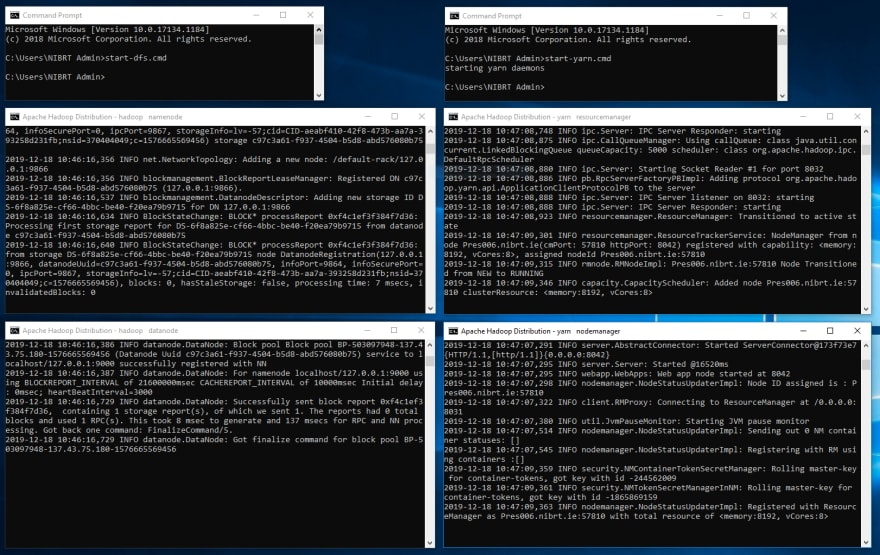 Command Prompt
Microsoft Windows [Version 10.0.17134.1184]
(c) 2018 Microsoft Corporation. All rights reserved.
C:\Users\NIBRT Admin>start-dfs.cmd
C:\Users\NIBRT Admin>
Command Prompt
Microsoft Windows [Version 10.0.17134.1184]
(c) 2018 Microsoft Corporation. All rights reserved.
C:\Users\NIBRT Admin>start-yarn.cmd
starting yarn daemons
C:\Users\NIBRT Admin>
Apache Hadoop Distribution - hadoop namenode
64, infoSecurePort=0, ipcPort=9867, storageInfo=lv=-57;cid=CID-aeabf410-42f8-473b-aa7a-3
93258d231fb;nsid=370404049;c=1576665569456) storage c97c3a61-f937-4504-b5d8-abd576080b75
2019-12-18 10:46:16,356 INFO net.NetworkTopology: Adding a new node: /default-rack/127.0
.0.1:9866
2019-12-18 10:46:16,356 INFO blockmanagement.BlockReportLeaseManager: Registered DN c97c
3a61-f937-4504-b5d8-abd576080b75 (127.0.0.1:9866).
2019-12-18 10:46:16,537 INFO blockmanagement.DatanodeDescriptor: Adding new storage ID D
S-6f8a825e-cf66-4bbc-be40-f20ea79b9715 for DN 127.0.0.1:9866
2019-12-18 10:46:16,634 INFO BlockStateChange: BLOCK* processReport 0xf4c1ef3f384f7d36:
Processing first storage report for DS-6f8a825e-cf66-4bbc-be40-f20ea79b9715 from datanod
e c97c3a61-f937-4504-b5d8-abd576080b75
2019-12-18 10:46:16,640 INFO BlockStateChange: BLOCK* processReport 0xf4c1ef3f384f7d36:
from storage DS-6f8a825e-cf66-4bbc-be40-f20ea79b9715 node DatanodeRegistration(127.0.0.1
:9866, datanodeUuid=c97c3a61-f937-4504-b5d8-abd576080b75, infoPort=9864, infoSecurePort=
0, ipcPort=9867, storageInfo=lv=-57;cid=CID-aeabf410-42f8-473b-aa7a-393258d231fb;nsid=37
0404049;c=1576665569456), blocks: 0, hasStaleStorage: false, processing time: 7 msecs, i
nvalidatedBlocks: 0
Apache Hadoop Distribution - yarn resourcemanager
2019-12-18 10:47:08,748 INFO ipc.Server: IPC Server Responder: starting
2019-12-18 10:47:08,875 INFO ipc.CallQueueManager: Using callQueue: class java.util.con
current.LinkedBlockingQueue queueCapacity: 5000 scheduler: class org.apache.hadoop.ipc.
DefaultRpcScheduler
2019-12-18 10:47:08,880 INFO ipc.Server: Starting Socket Reader #1 for port 8032
2019-12-18 10:47:08,886 INFO pb.RpcServerFactoryPBImpl: Adding protocol org.apache.hado
op.yarn.api.ApplicationClientProtocolPB to the server
2019-12-18 10:47:08,888 INFO ipc.Server: IPC Server listener on 8032: starting
2019-12-18 10:47:08,888 INFO ipc.Server: IPC Server Responder: starting
2019-12-18 10:47:08,923 INFO resourcemanager.ResourceManager: Transitioned to active st
ate
2019-12-18 10:47:09,301 INFO resourcemanager.ResourceTrackerService: NodeManager from n
ode Pres006.nibrt.ie(cmPort: 57810 httpPort: 8042) registered with capability: <memory:
8192, vCores:8>, assigned nodeId Pres006.nibrt.ie:57810
2019-12-18 10:47:09,315 INFO rmnode.RMNodeImpl: Pres006.nibrt.ie:57810 Node Transitione
d from NEW to RUNNING
2019-12-18 10:47:09,346 INFO capacity.CapacityScheduler: Added node Pres006.nibrt.ie:57
810 clusterResource: <memory:8192, vCores:8>
Apache Hadoop Distribution - hadoop datanode
2019-12-18 10:46:16,386 INFO datanode.DataNode: Block pool Block pool BP-503097948-137.4
3.75.180-1576665569456 (Datanode Uuid c97c3a61-f937-4504-b5d8-abd576080b75) service to l
ocalhost/127.0.0.1:9000 successfully registered with NN
2019-12-18 10:46:16,387 INFO datanode.DataNode: For namenode localhost/127.0.0.1:9000 us
ing BLOCKREPORT_INTERVAL of 21600000msec CACHEREPORT_INTERVAL of 10000msec Initial delay
: 0msec; heartBeatInterval=3000
2019-12-18 10:46:16,729 INFO datanode.DataNode: Successfully sent block report 0xf4c1ef3
f384f7d36,  containing 1 storage report(s), of which we sent 1. The reports had 0 total
blocks and used 1 RPC(s). This took 8 msec to generate and 137 msecs for RPC and NN proc
essing. Got back one command: FinalizeCommand/5.
2019-12-18 10:46:16,729 INFO datanode.DataNode: Got finalize command for block pool BP-5
03097948-137.43.75.180-1576665569456
Apache Hadoop Distribution - yarn nodemanager
2019-12-18 10:47:07,291 INFO server.AbstractConnector: Started ServerConnector@173f73e7
{HTTP/1.1,[http/1.1]}{0.0.0.0:8042}
2019-12-18 10:47:07,295 INFO server.Server: Started @16520ms
2019-12-18 10:47:07,295 INFO webapp.WebApps: Web app node started at 8042
2019-12-18 10:47:07,298 INFO nodemanager.NodeStatusUpdaterImpl: Node ID assigned is : P
res006.nibrt.ie:57810
2019-12-18 10:47:07,322 INFO client.RMProxy: Connecting to ResourceManager at /0.0.0.0:
8031
2019-12-18 10:47:07,380 INFO util.JvmPauseMonitor: Starting JVM pause monitor
2019-12-18 10:47:07,514 INFO nodemanager.NodeStatusUpdaterImpl: Sending out 0 NM contai
ner statuses: []
2019-12-18 10:47:07,545 INFO nodemanager.NodeStatusUpdaterImpl: Registering with RM usi
ng containers :[]
2019-12-18 10:47:09,359 INFO security.NMContainerTokenSecretManager: Rolling master-key
for container-tokens, got key with id -244562009
2019-12-18 10:47:09,361 INFO security.NMTokenSecretManagerInNM: Rolling master-key for
container-tokens, got key with id -1865869159
2019-12-18 10:47:09,363 INFO nodemanager.NodeStatusUpdaterImpl: Registered with Resourc
eManager as Pres006.nibrt.ie:57810 with total resource of <memory:8192, vCores:8>